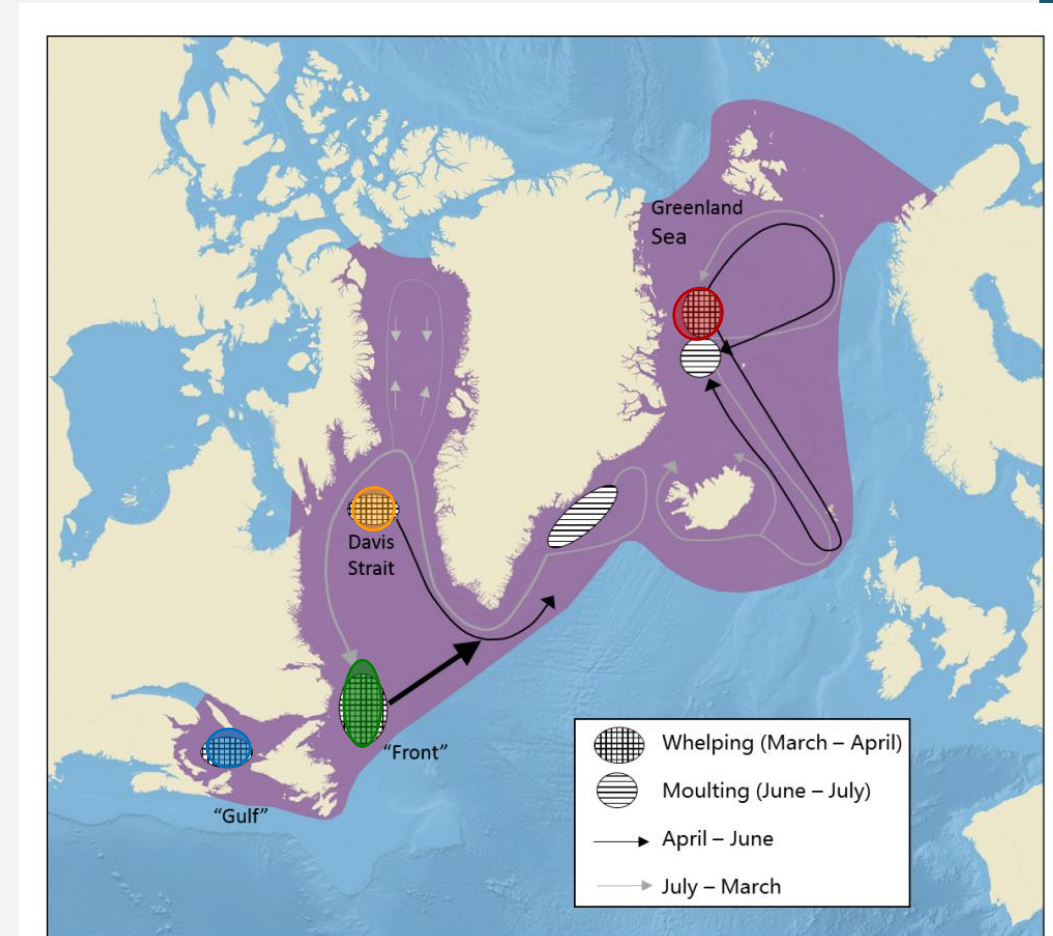 Greenland
Sea
Davis
Strait
"Front"
“Gulf”
Whelping (March – April)
Moulting (June – July)
April – June
July – March